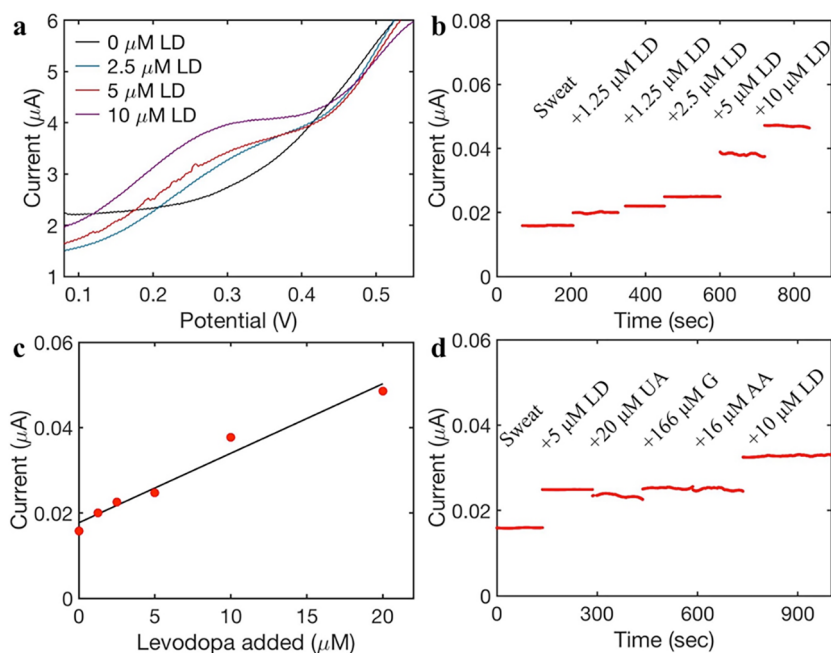 a
6
5
4
3
2
1
Current (μA)
0 μM LD
2.5 μM LD
5 μM LD
10 μM LD
0.1 0.2 0.3 0.4 0.5
Potential (V)
b
0.08
0.06
0.04
0.02
0
Current (μA)
Sweat
+1.25 μM LD
+1.25 μM LD
+2.5 μM LD
+5 μM LD
+10 μM LD
0 200 400 600 800
Time (sec)
c
0.06
0.04
0.02
0
Current (μA)
0 5 10 15 20
Levodopa added (μM)
d
0.06
0.04
0.02
0
Current (μA)
Sweat
+5 μM LD
+20 μM UA
+166 μM G
+16 μM AA
+10 μM LD
0 300 600 900
Time (sec)